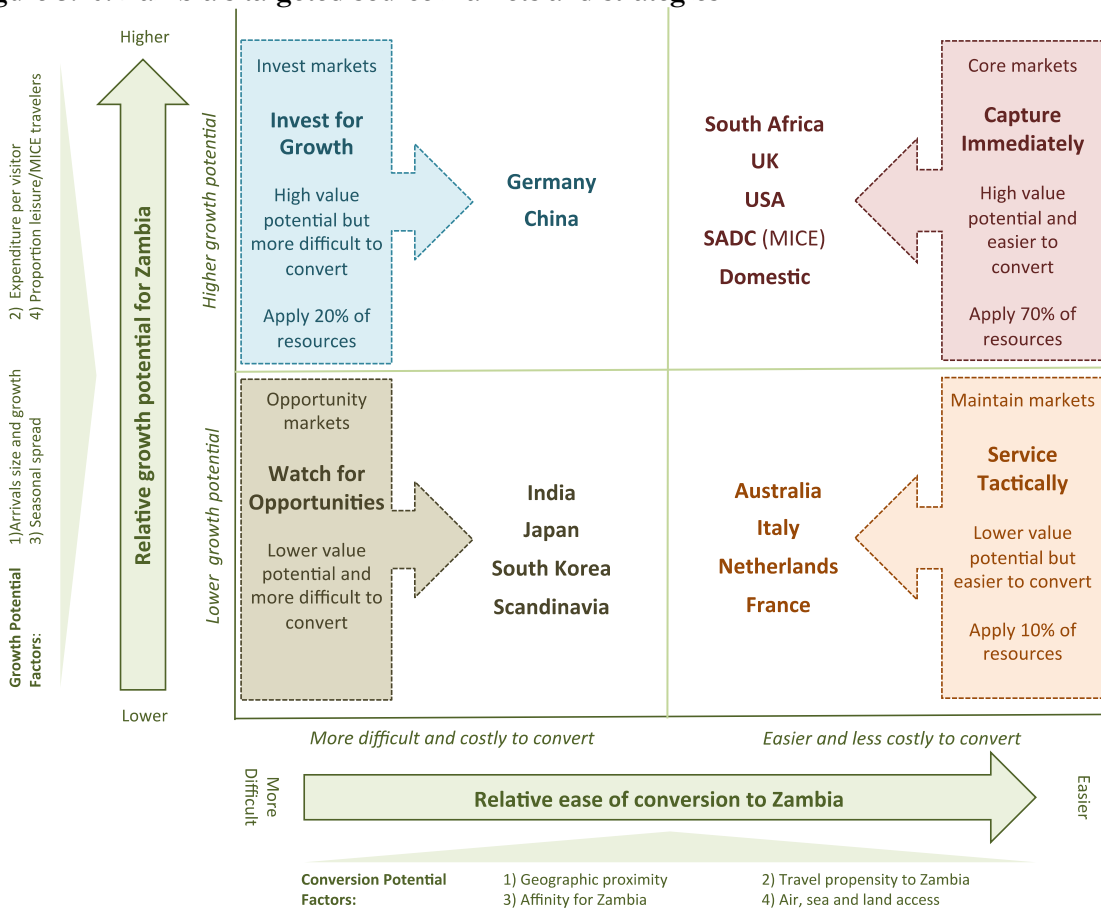 targeted source markets and strategies
Higher
2) Expenditure per visitor
4) Proportion leisure/MICE travelers
1)Arrivals size and growth
3) Seasonal spread
Growth Potential
Factors:
Relative growth potential for Zambia
Lower
Higher growth potential
Lower growth potential
Invest markets
Invest for
Growth
High value
potential but
more difficult to
convert
Apply 20% of
resources
Germany
China
South Africa
UK
USA
SADC (MICE)
Domestic
Core markets
Capture
Immediately
High value
potential and
easier to
convert
Apply 70% of
resources
Opportunity
markets
Watch for
Opportunities
Lower value
potential and
more difficult to
convert
India
Japan
South Korea
Scandinavia
Australia
Italy
Netherlands
France
Maintain markets
Service
Tactically
Lower value
potential but
easier to convert
Apply 10% of
resources
More difficult and costly to convert
Easier and less costly to convert
More
Difficult
Relative ease of conversion to Zambia
Easier
Conversion Potential
Factors:
1) Geographic proximity
2) Travel propensity to Zambia
3) Affinity for Zambia
4) Air, sea and land access